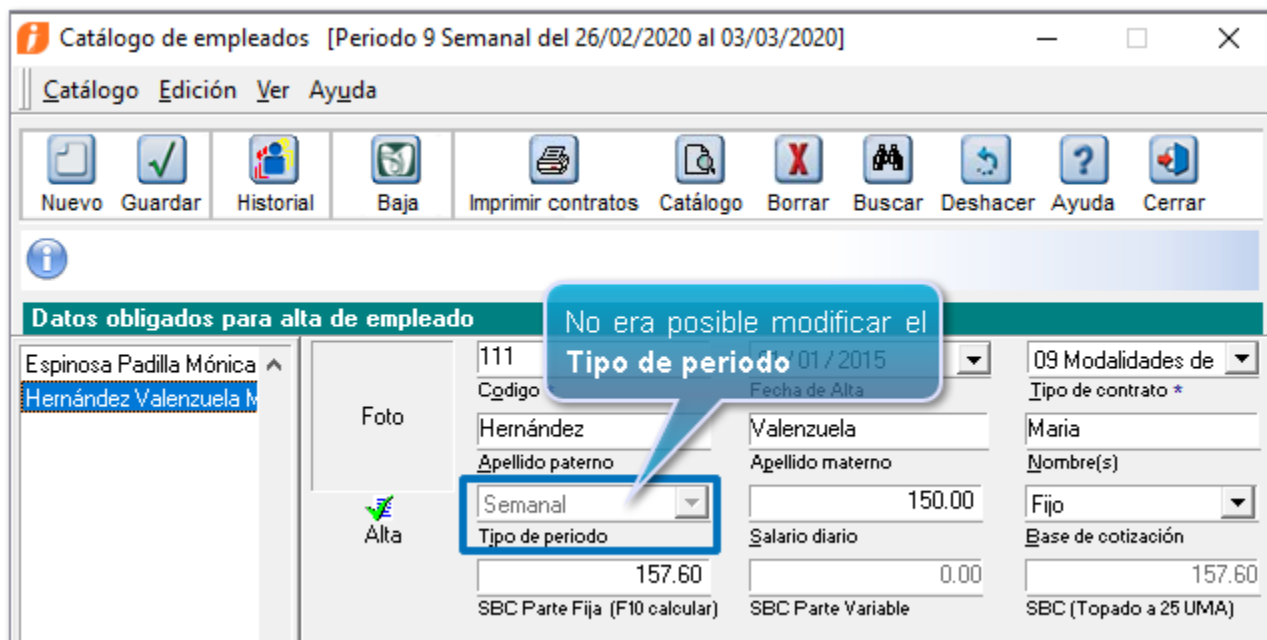 Catálogo de empleados [Periodo 9 Semanal del 26/02/2020 al 03/03/2020]
Catálogo Edición Ver Ayuda
Nuevo Guardar Historial Baja Imprimir contratos Catálogo Borrar Buscar Deshacer Ayuda Cerrar
Datos obligados para alta de empleado
No era posible modificar el
Tipo de periodo
Espinosa Padilla Mónica
Hernández Valenzuela M
Foto
Alta
111 /01/2015 09 Modalidades de
Codigo Fecha de Alta Tipo de contrato *
Hernández Valenzuela Maria
Apellido paterno Apellido materno Nombre(s)
Semanal 150.00 Fijo
Tipo de periodo Salario diario Base de cotización
157.60 0.00 157.60
SBC Parte Fija (F10 calcular) SBC Parte Variable SBC (Topado a 25 UMA)